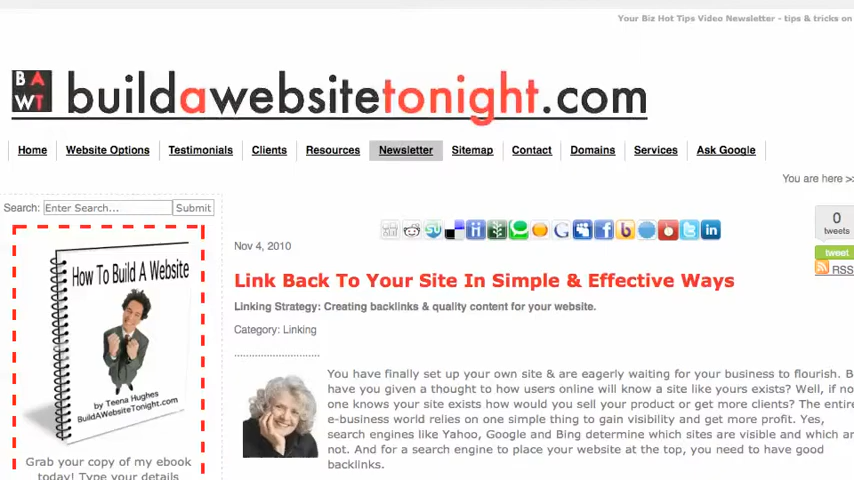 Your Biz Hot Tips Video Newsletter - tips & tricks on
B A W T buildawebsitetonight.com
Home Website Options Testimonials Clients Resources Newsletter Sitemap Contact Domains Services Ask Google
You are here >>
Search: Enter Search... Submit
0
tweets
tweet
RSS
Nov 4, 2010
Link Back To Your Site In Simple & Effective Ways
Linking Strategy: Creating backlinks & quality content for your website.
Category: Linking
How To Build A Website
by Teena Hughes
BuildAWebsiteTonight.com
Grab your copy of my ebook
today! Type your details
You have finally set up your own site & are eagerly waiting for your business to flourish. B
have you given a thought to how users online will know a site like yours exists? Well, if no
one knows your site exists how would you sell your product or get more clients? The entire
e-business world relies on one simple thing to gain visibility and get more profit. Yes,
search engines like Yahoo, Google and Bing determine which sites are visible and which ar
not. And for a search engine to place your website at the top, you need to have good
backlinks.